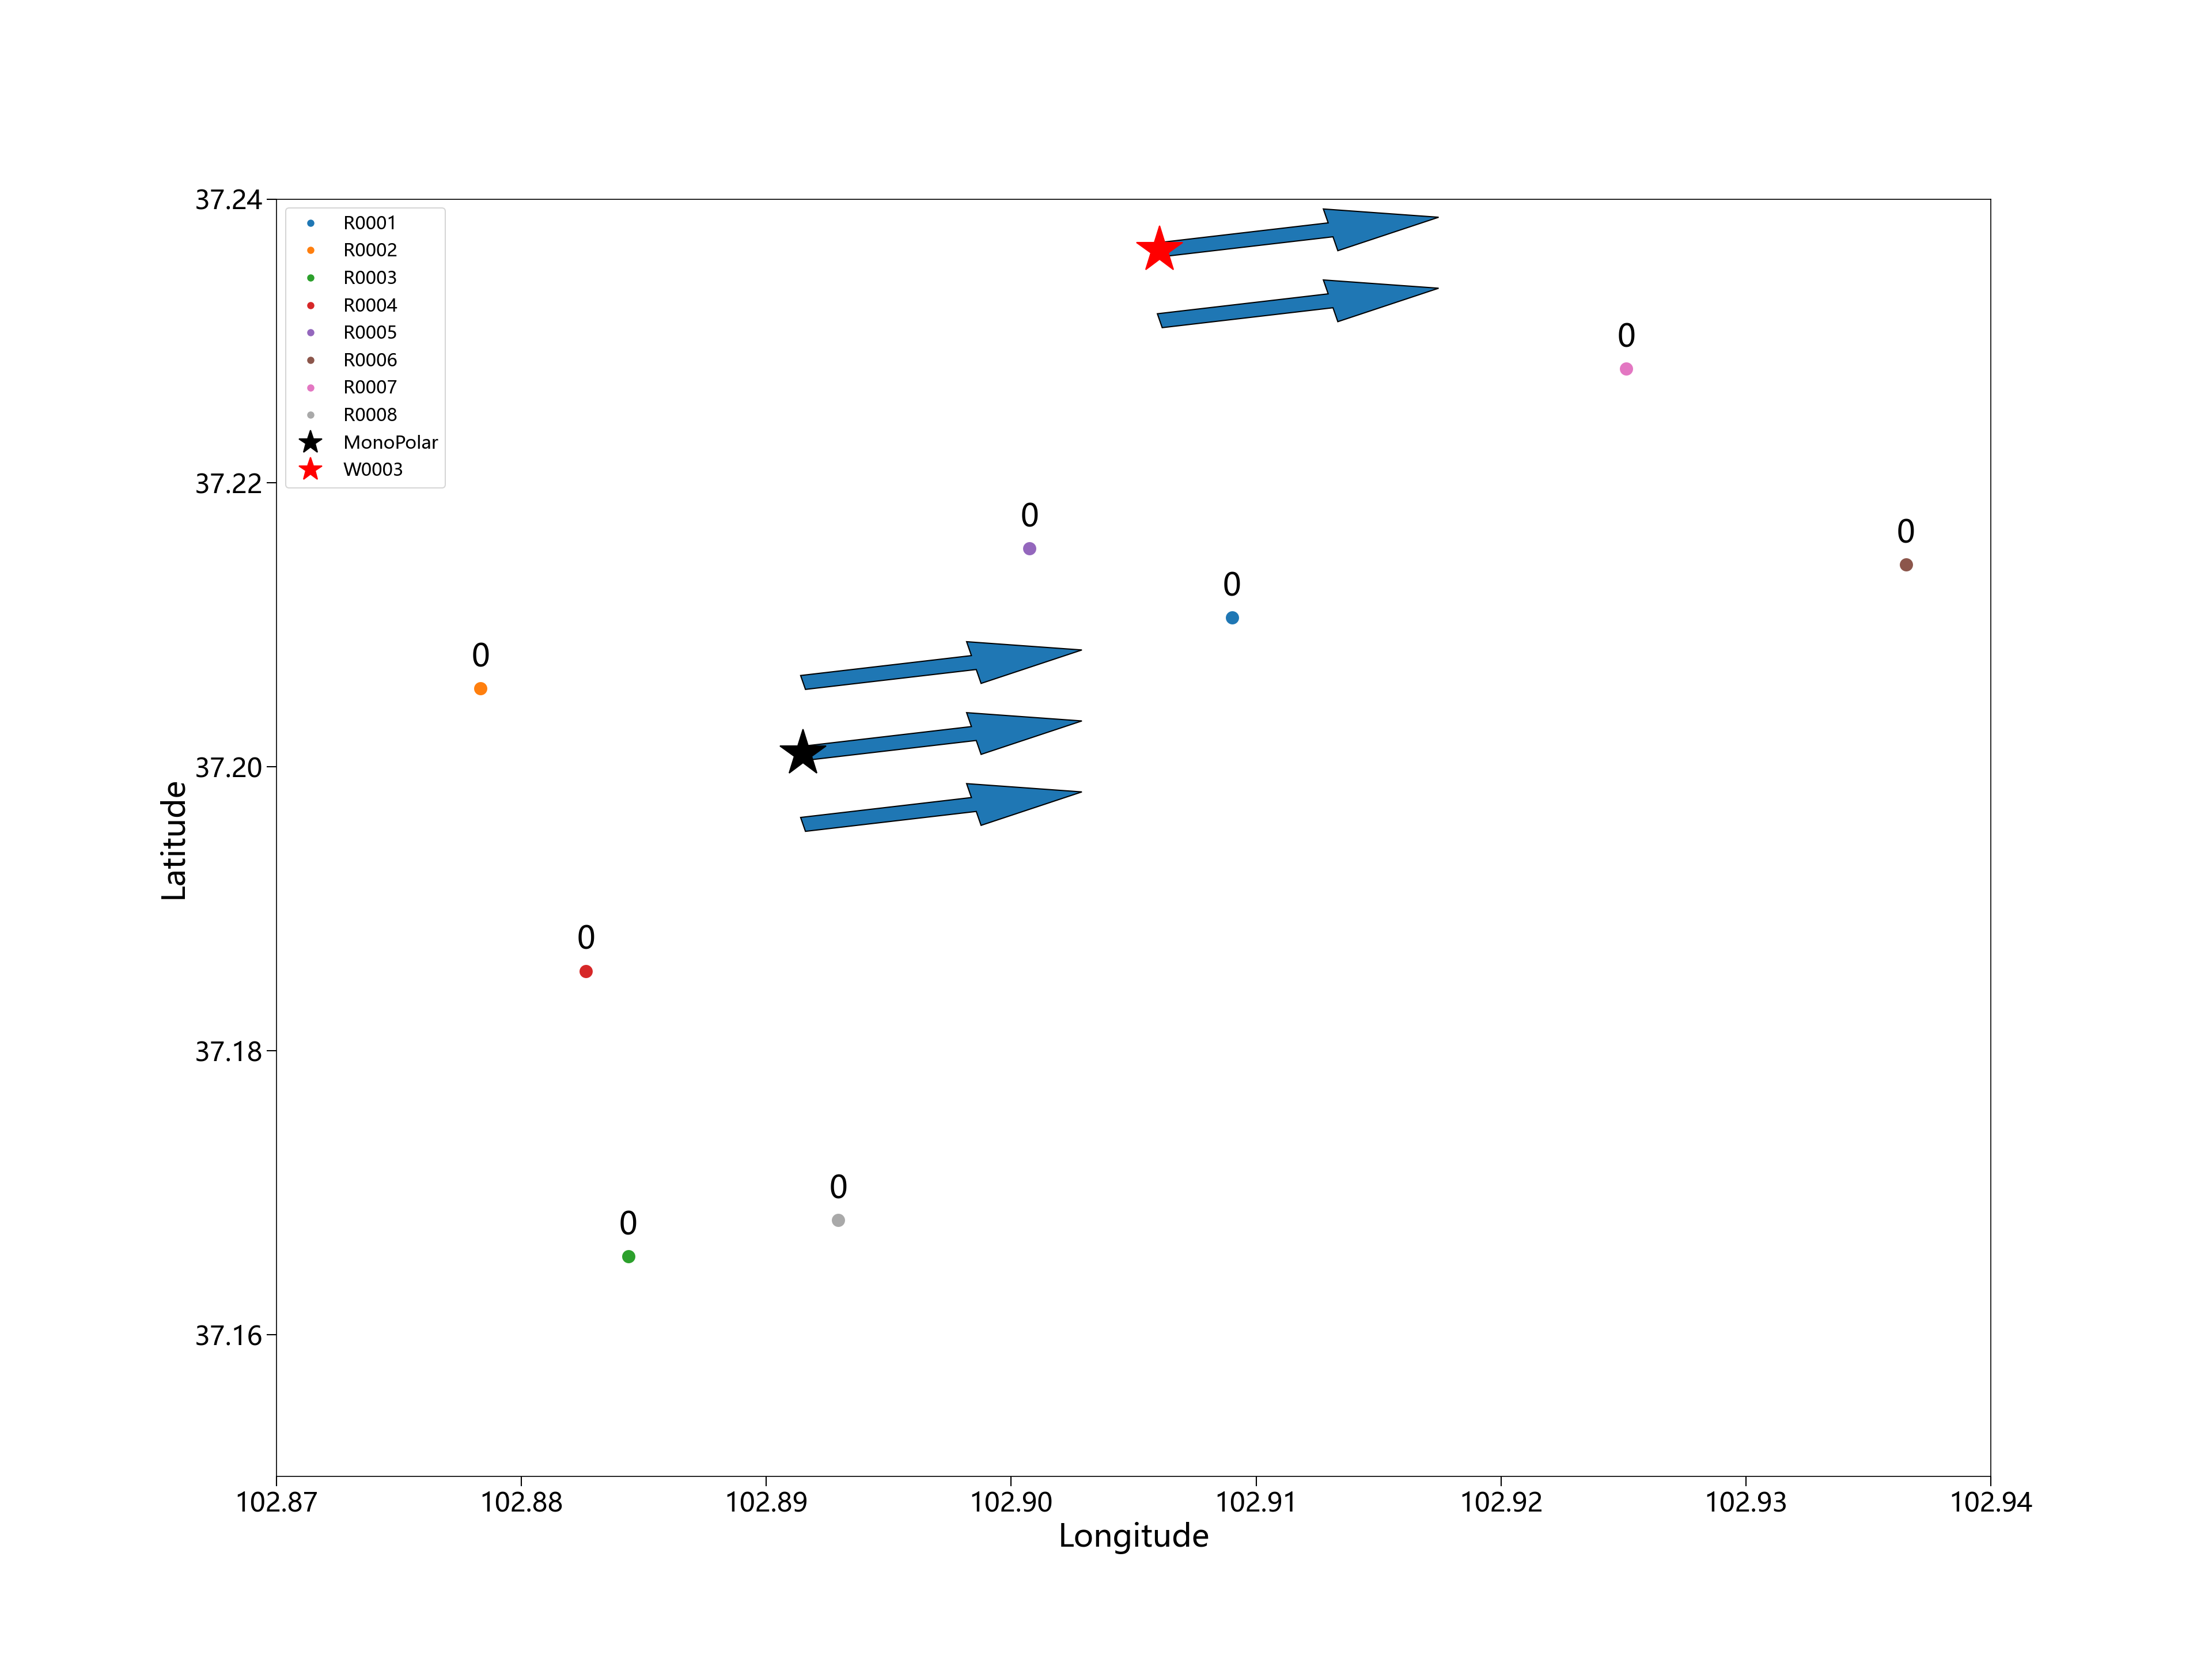 37.24
R0001
R0002
R0003
R0004
R0005
R0006
R0007
R0008
MonoPolar
W0003
0
37.22
0
0
0
0
37.20
Latitude
0
37.18
0
0
37.16
102.87 102.88 102.89 102.90 102.91 102.92 102.93 102.94
Longitude